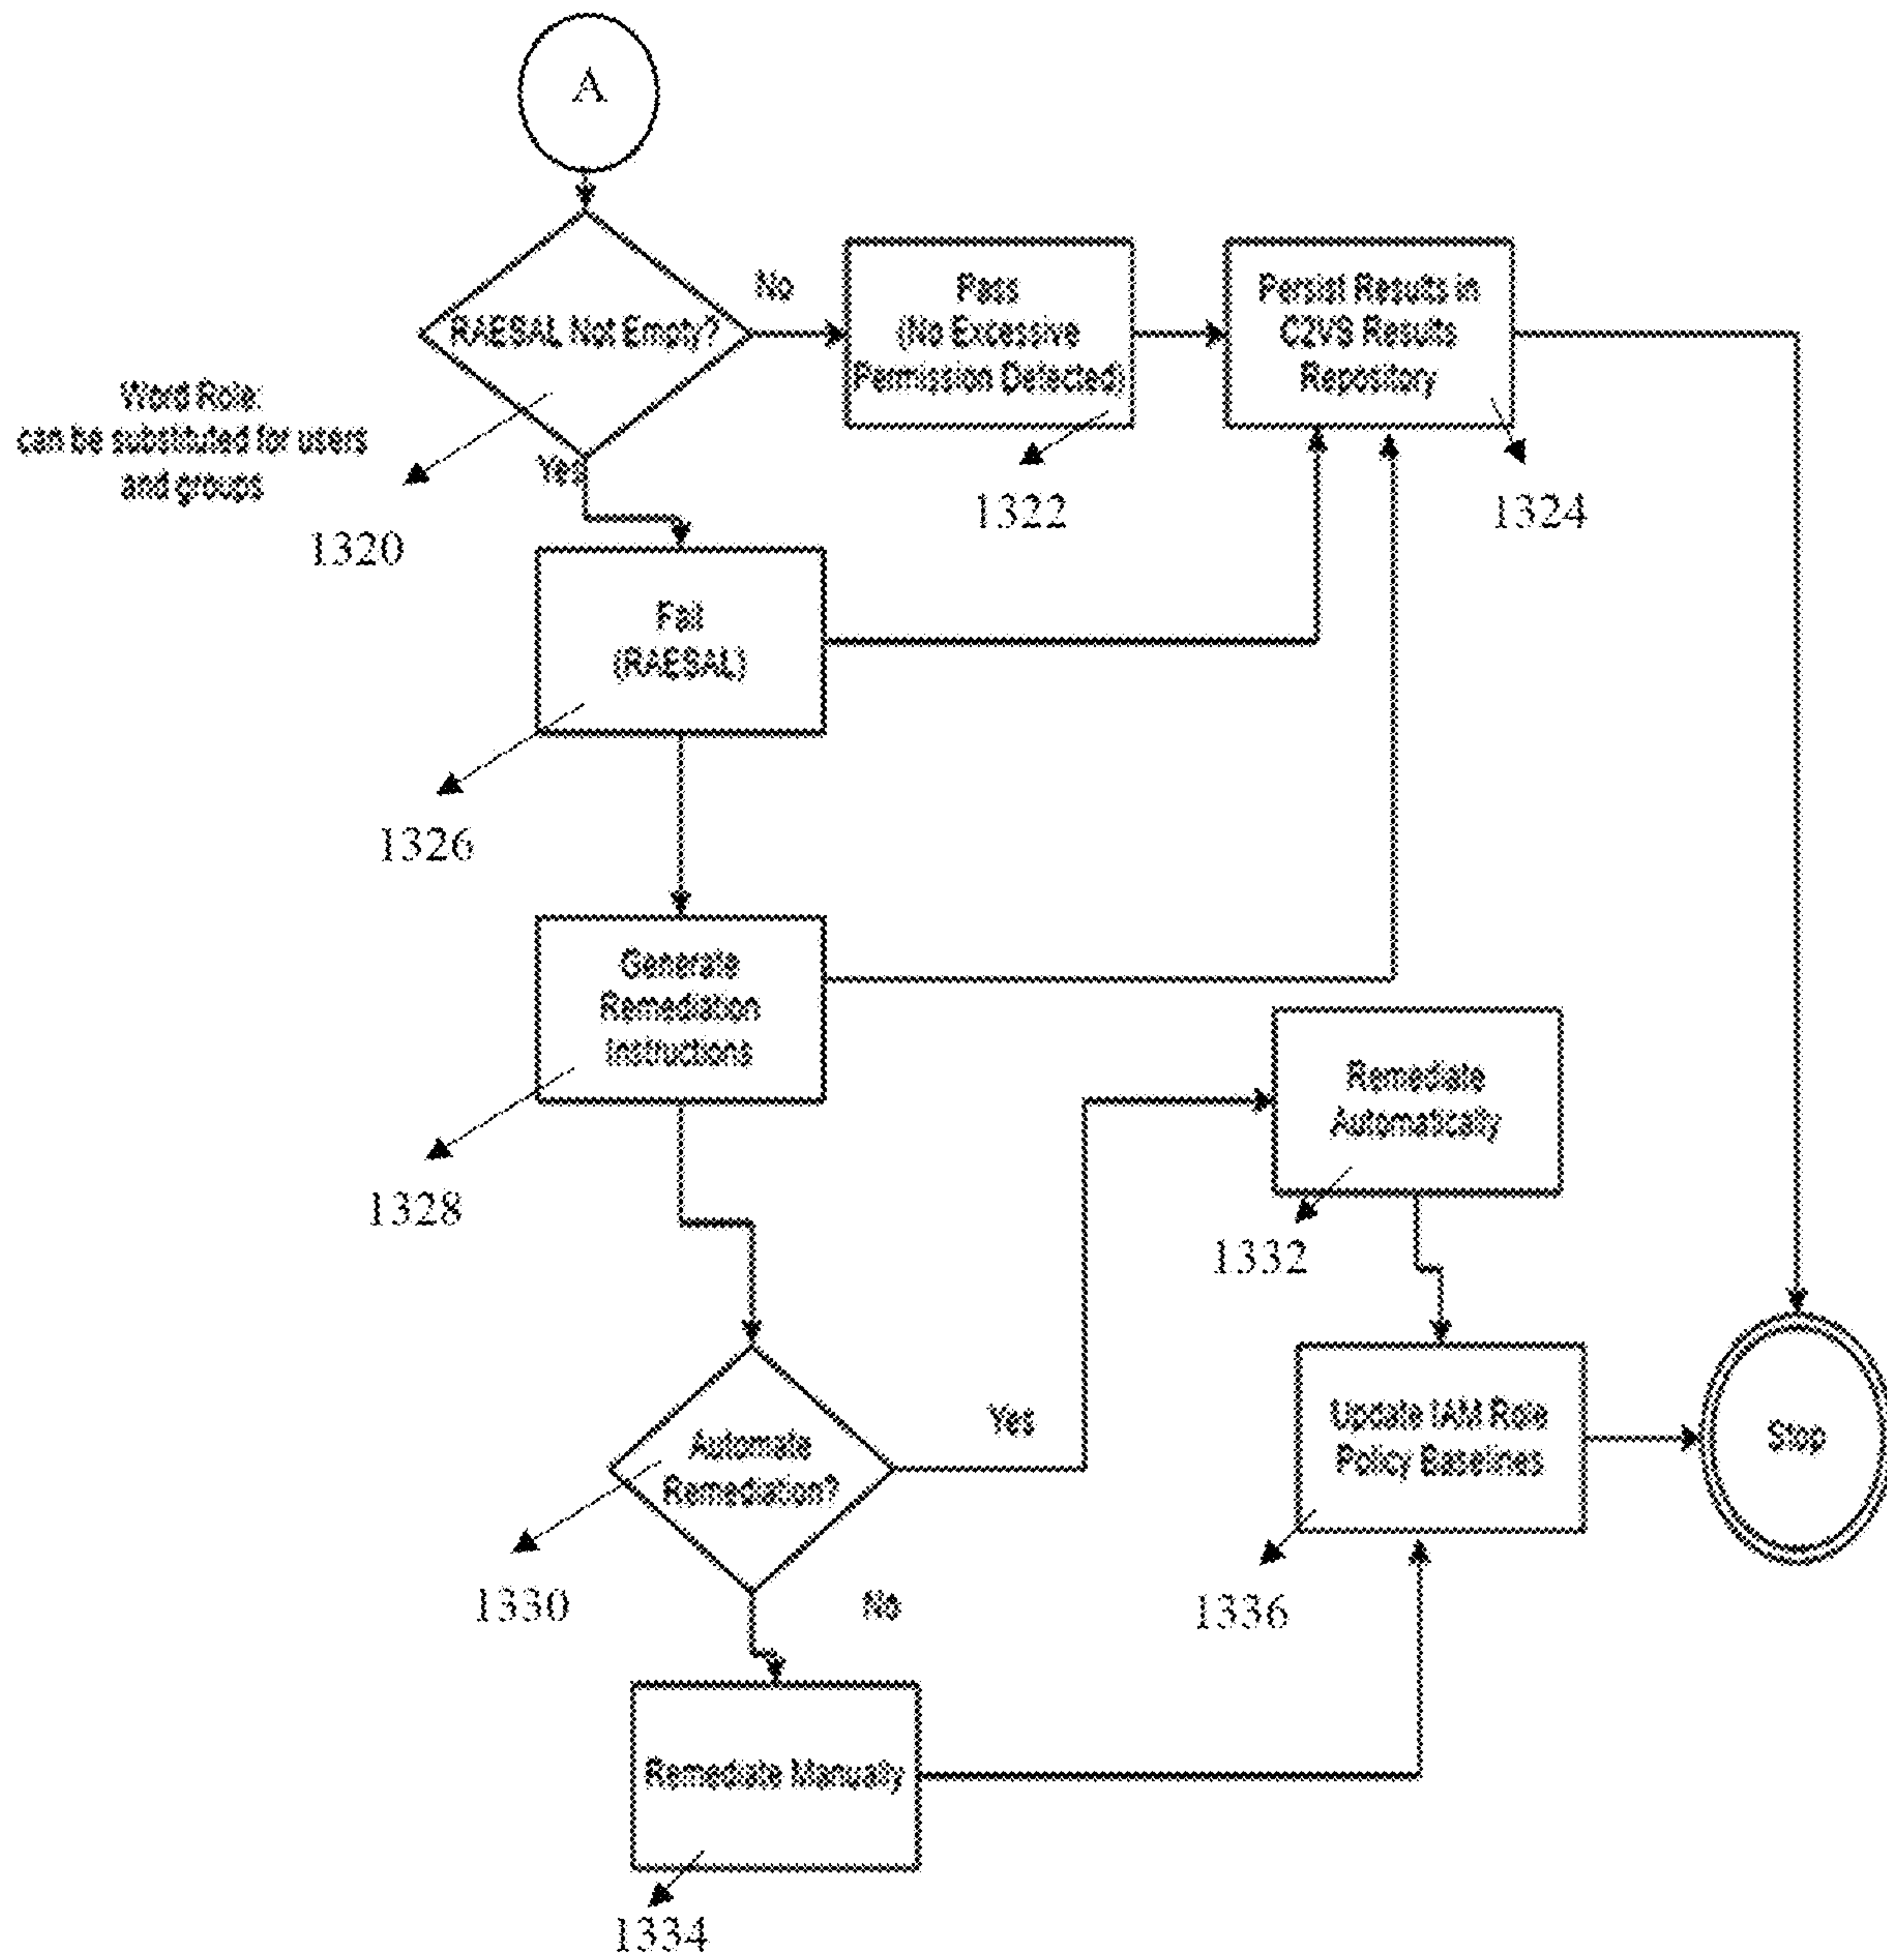 A
RAESAL Not Empty?
No
Pass
(No Excessive
Permission Detected)
Persist Results in
C2VS Results
Repository
Word Role:
can be substituted for users
and groups
Yes
1320
1322
1324
Fail
(RAESAL)
1326
Generate
Remediation
Instructions
1328
Remediate
Automatically
1332
Automate
Remediation?
Yes
1330
No
Update IAM Role
Policy Baselines
1336
Stop
Remediate Manually
1334